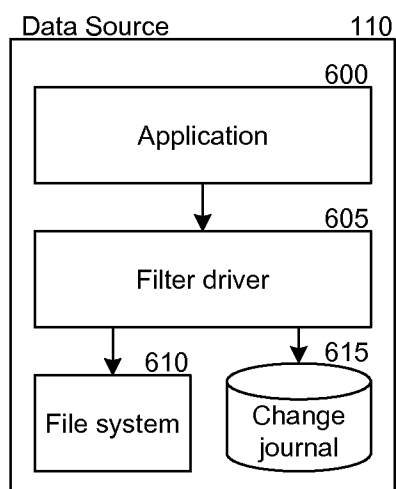 Data Source 110
600
Application
605
Filter driver
610
File system
615
Change
journal